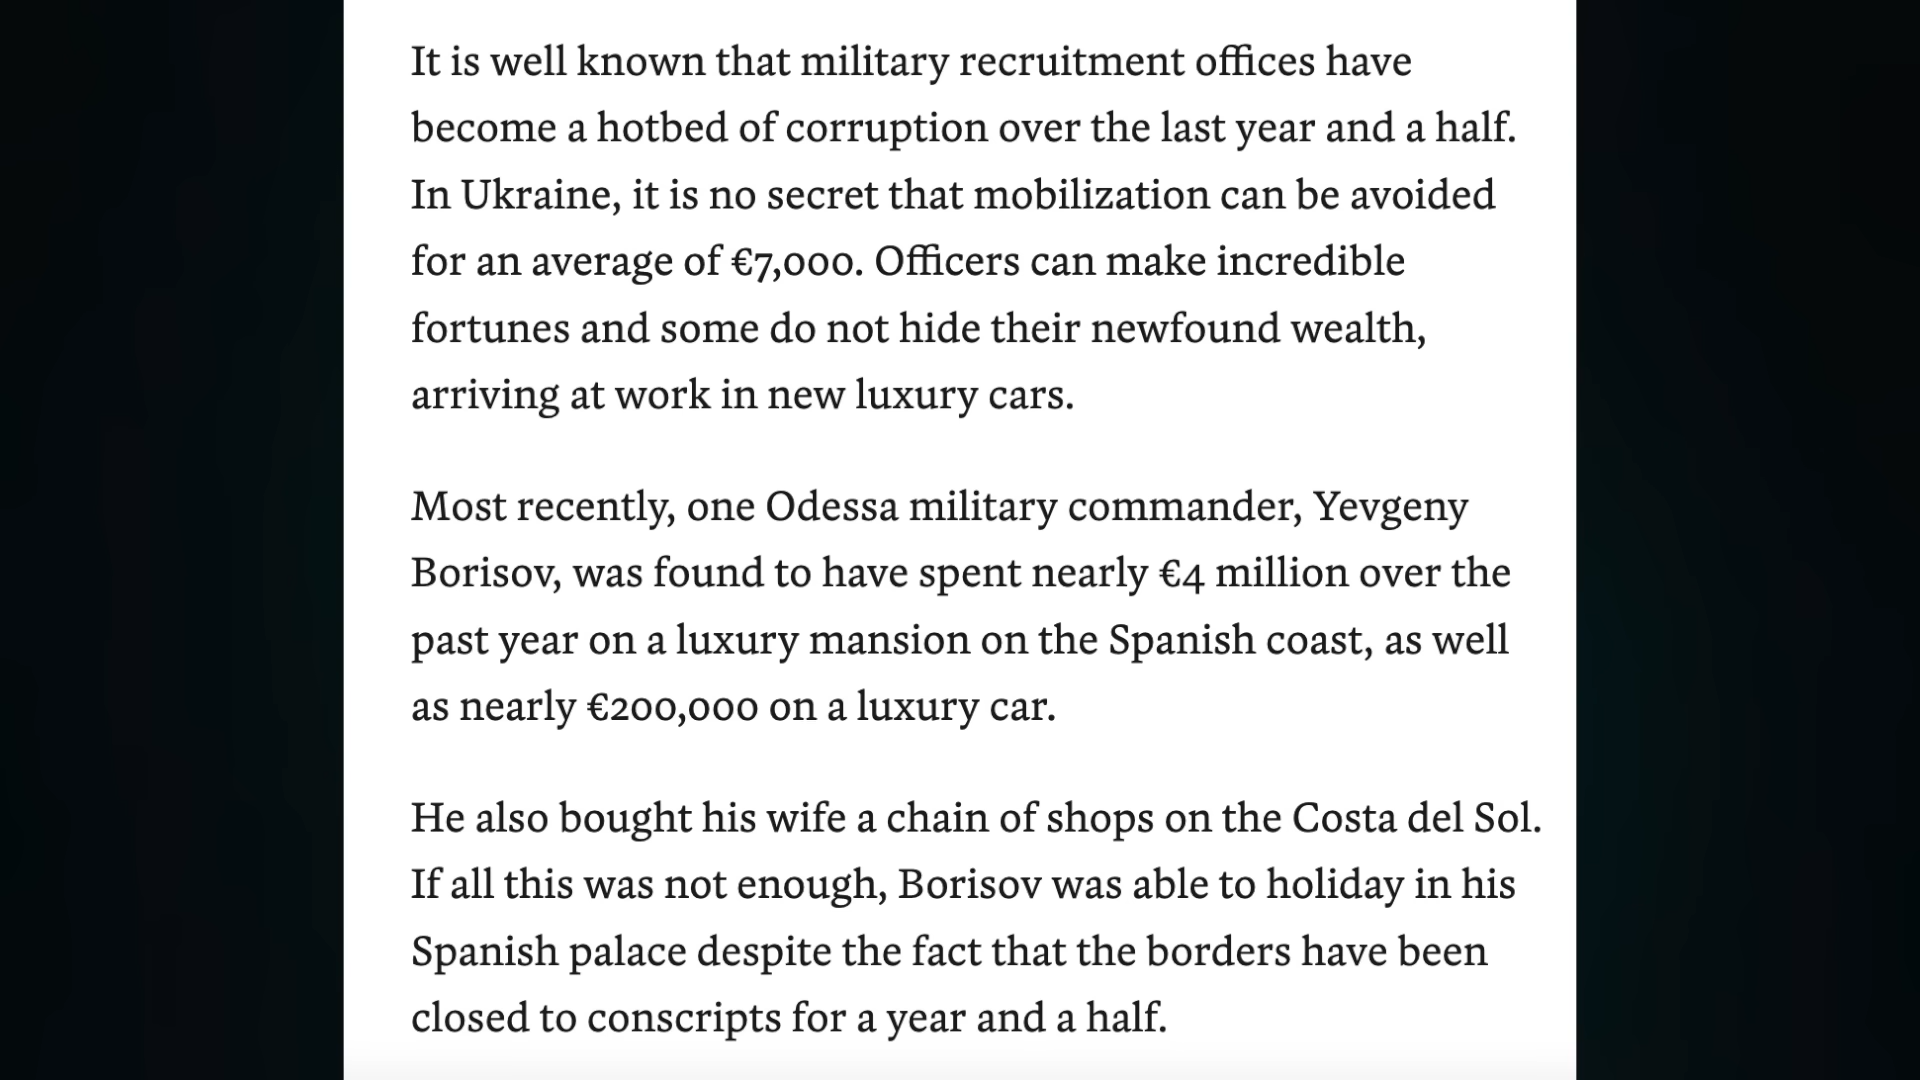 It is well known that military recruitment offices have
become a hotbed of corruption over the last year and a half.
In Ukraine, it is no secret that mobilization can be avoided
for an average of €7,000. Officers can make incredible
fortunes and some do not hide their newfound wealth,
arriving at work in new luxury cars.
Most recently, one Odessa military commander, Yevgeny
Borisov, was found to have spent nearly €4 million over the
past year on a luxury mansion on the Spanish coast, as well
as nearly €200,000 on a luxury car.
He also bought his wife a chain of shops on the Costa del Sol.
If all this was not enough, Borisov was able to holiday in his
Spanish palace despite the fact that the borders have been
closed to conscripts for a year and a half.